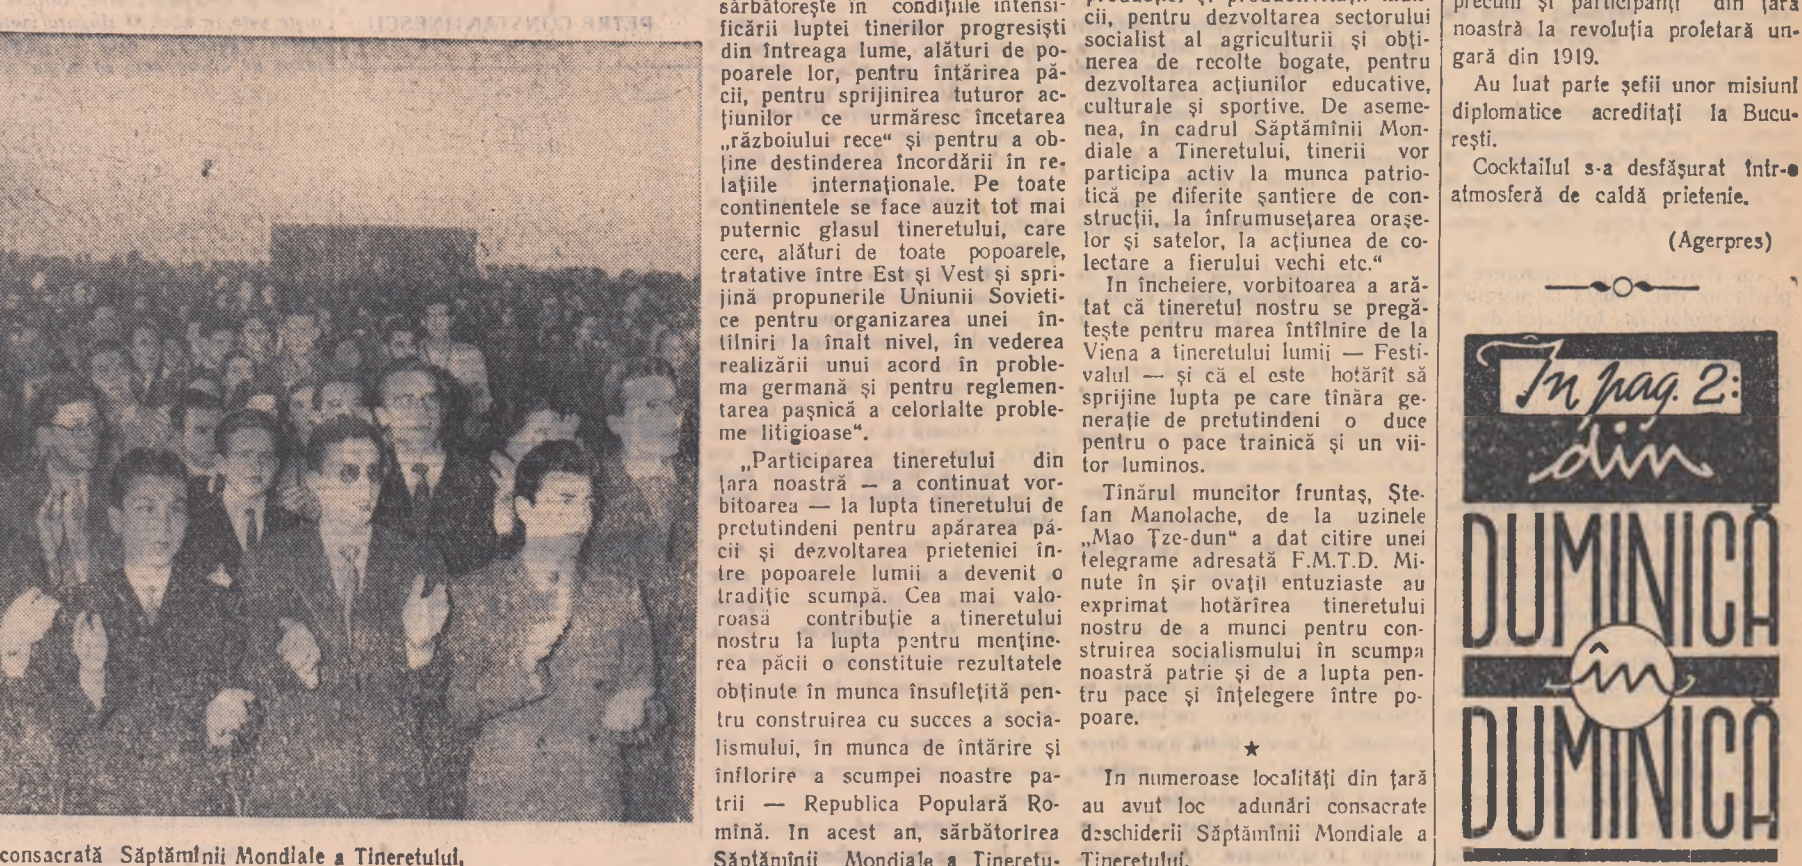 consacrată Săptămînii Mondiale a Tineretului.
sărbătorește în condițiile intensi-
ficării luptei tinerilor progresiști
din întreaga lume, alături de po-
poarele lor, pentru întărirea pă-
cii, pentru sprijinirea tuturor ac-
țiunilor ce urmăresc încetarea
„războiului rece“ și pentru a ob-
ține destinderea încordării în re-
lațiile internaționale. Pe toate
continentele se face auzit tot mai
puternic glasul tineretului, care
cere, alături de toate popoarele,
tratative între Est și Vest și spri-
jină propunerile Uniunii Sovieti-
ce pentru organizarea unei în-
tîlniri la înalt nivel, în vederea
realizării unui acord în proble-
ma germană și pentru reglemen-
tarea pașnică a celorlalte proble-
me litigioase“.
„Participarea tineretului din
țara noastră — a continuat vor-
bitoarea — la lupta tineretului de
pretutindeni pentru apărarea pă-
cii și dezvoltarea prieteniei în-
tre popoarele lumii a devenit o
tradiție scumpă. Cea mai valo-
roasă contribuție a tineretului
nostru la lupta pentru menține-
rea păcii o constituie rezultatele
obținute în munca însuflețită pen-
tru construirea cu succes a socia-
lismului, în munca de întărire și
înflorire a scumpei noastre pa-
trii — Republica Populară Ro-
mînă. In acest an, sărbătorirea
Săptămînii Mondiale a Tineretu-
cii, pentru dezvoltarea sectorului
socialist al agriculturii și obți-
nerea de recolte bogate, pentru
dezvoltarea acțiunilor educative,
culturale și sportive. De aseme-
nea, în cadrul Săptămînii Mon-
diale a Tineretului, tinerii vor
participa activ la munca patrio-
tică pe diferite șantiere de con-
strucții, la înfrumusețarea orașe-
lor și satelor, la acțiunea de co-
lectare a fierului vechi etc.“
In încheiere, vorbitoarea a ară-
tat că tineretul nostru se pregă-
tește pentru marea întîlnire de la
Viena a tineretului lumii — Festi-
valul — și că el este hotărît să
sprijine lupta pe care tînăra ge-
nerație de pretutindeni o duce
pentru o pace trainică și un vii-
tor luminos.
Tînărul muncitor fruntaș, Ște-
fan Manolache, de la uzinele
„Mao Țze-dun“ a dat citire unei
telegrame adresată F.M.T.D. Mi-
nute în șir ovații entuziaste au
exprimat hotărîrea tineretului
nostru de a munci pentru con-
struirea socialismului în scumpa
noastră patrie și de a lupta pen-
tru pace și înțelegere între po-
poare.
★
In numeroase localități din țară
au avut loc adunări consacrate
deschiderii Săptămînii Mondiale a
Tineretului.
precum și participanți din țara
noastră la revoluția proletară un-
gară din 1919.
Au luat parte șefii unor misiuni
diplomatice acreditați la Bucu-
rești.
Cocktailul s-a desfășurat într-o
atmosferă de caldă prietenie.
(Agerpres)
In pag. 2:
din
DUMINICĂ
în
DUMINICĂ